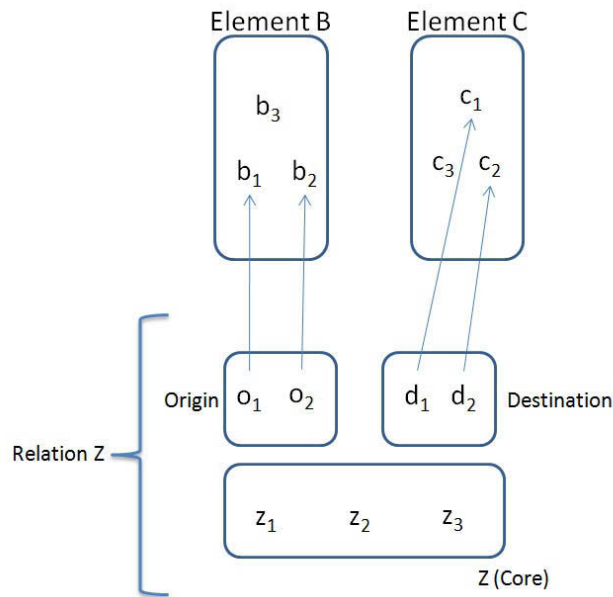 Element B Element C
b₃ c₁
b₁ b₂ c₃ c₂
Origin o₁ o₂ d₁ d₂ Destination
Relation Z
z₁ z₂ z₃
Z (Core)